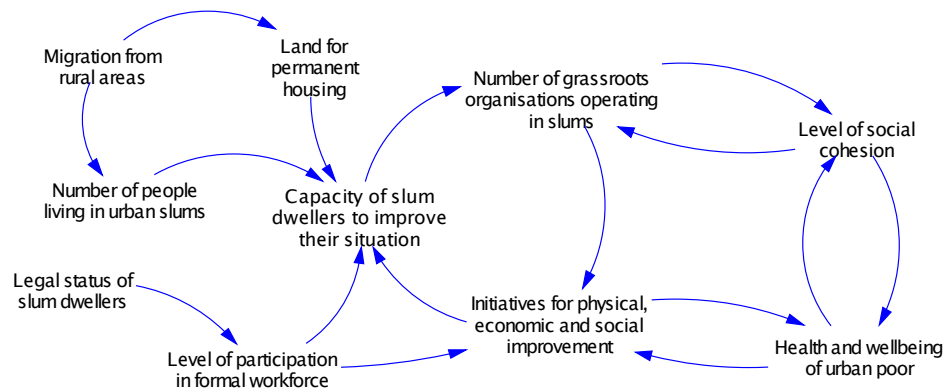 Migration from
rural areas
Land for
permanent
housing
Number of grassroots
organisations operating
in slums
Level of social
cohesion
Number of people
living in urban slums
Capacity of slum
dwellers to improve
their situation
Legal status of
slum dwellers
Initiatives for physical,
economic and social
improvement
Level of participation
in formal workforce
Health and wellbeing
of urban poor